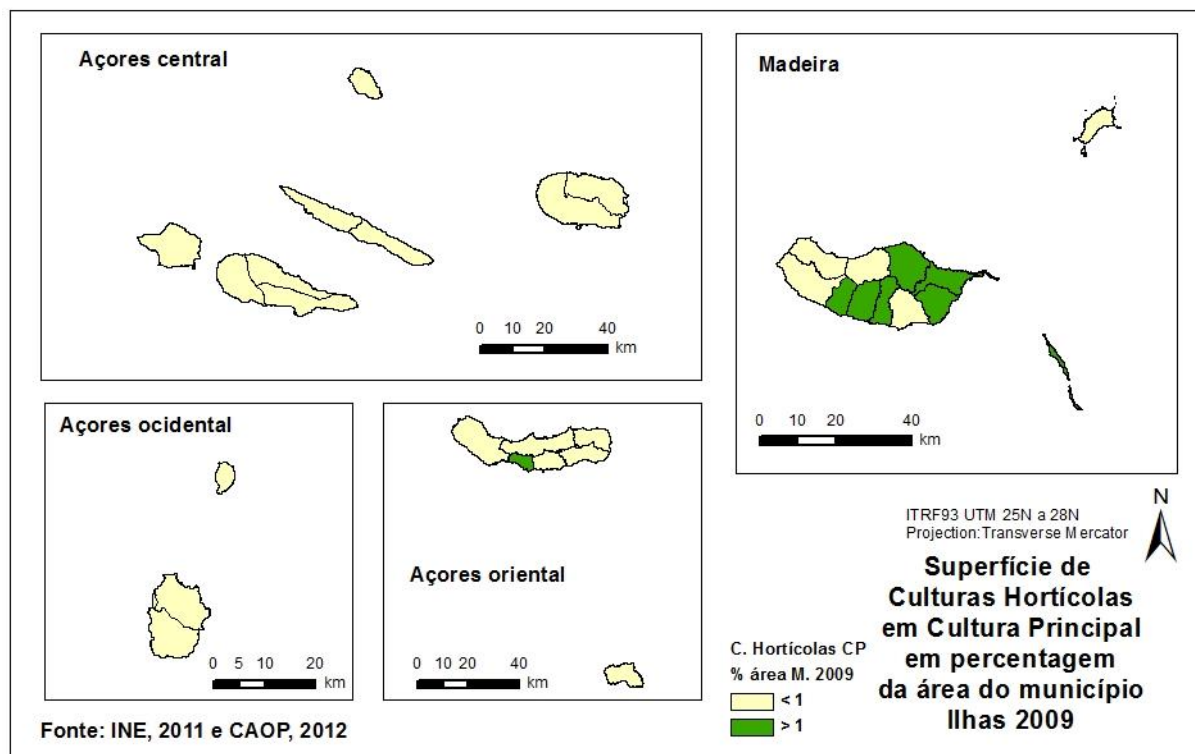 Açores central
0 10 20 40
km
Madeira
0 10 20 40
km
Açores ocidental
0 5 10 20
km
Açores oriental
0 10 20 40
km
N
ITRF93 UTM 25N a 28N
Projection:Transverse Mercator
Superfície de
Culturas Hortícolas
em Cultura Principal
em percentagem
da área do município
Ilhas 2009
C. Hortícolas CP
% área M. 2009
< 1
> 1
Fonte: INE, 2011 e CAOP, 2012